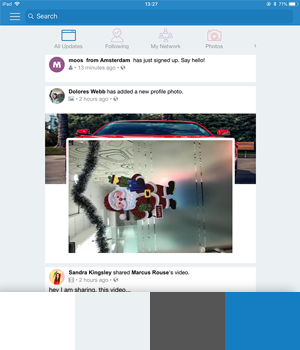 iPad 13:27 71%
Search
All Updates Following My Network Photos
moos from Amsterdam has just signed up. Say hello!
• 13 minutes ago •
Dolores Webb has added a new profile photo.
• 2 hours ago •
Sandra Kingsley shared Marcus Rouse's video.
• 2 hours ago •
hey I am sharing, this video...